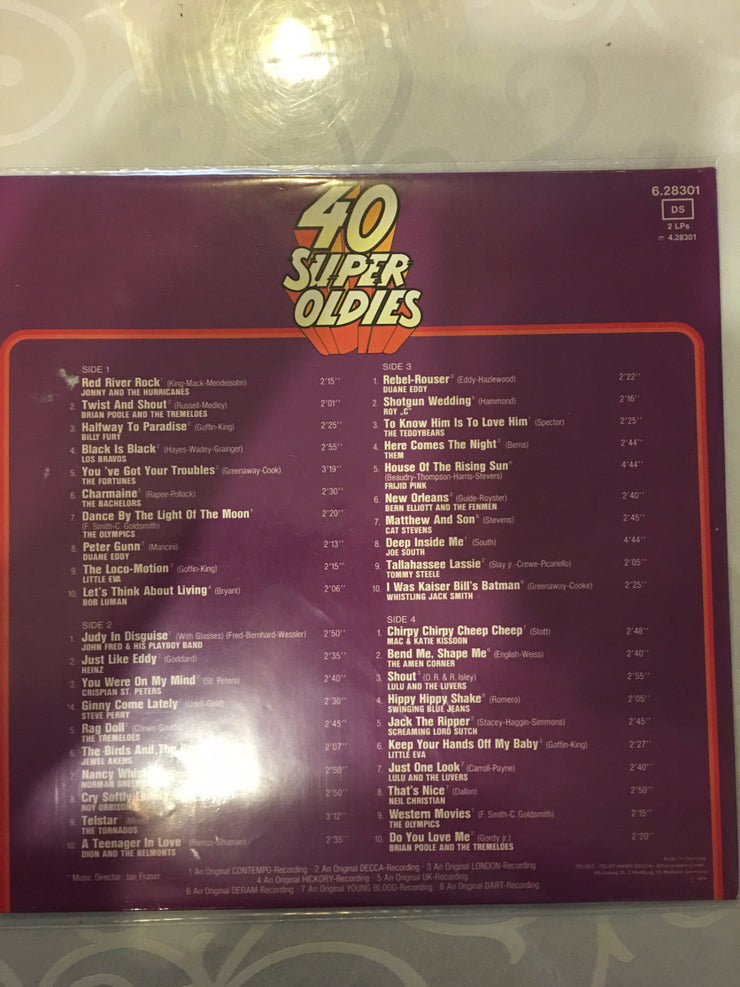 40
SUPER
OLDIES
6.28301
DS
2 LPs
= 4.28301
SIDE 1
1. Red River Rock (King-Mack-Mendelsohn) 2'15''
JONNY AND THE HURRICANES
2. Twist And Shout (Russell-Medley) 2'01''
BRIAN POOLE AND THE TREMELOES
3. Halfway To Paradise (Goffin-King) 2'25''
BILLY FURY
4. Black Is Black (Hayes-Wadey-Grainger) 2'55''
LOS BRAVOS
5. You 've Got Your Troubles (Greenaway-Cook) 3'19''
THE FORTUNES
6. Charmaine (Rapee-Pollack) 2'30''
THE BACHELORS
7. Dance By The Light Of The Moon 2'20''
(F. Smith-C. Goldsmith)
THE OLYMPICS
8. Peter Gunn (Mancini) 2'13''
DUANE EDDY
9. The Loco-Motion (Goffin-King) 2'15''
LITTLE EVA
10. Let's Think About Living (Bryant) 2'06''
BOB LUMAN
SIDE 2
1. Judy In Disguise (With Glasses) (Fred-Bernhard-Wessler) 2'50''
JOHN FRED & HIS PLAYBOY BAND
2. Just Like Eddy (Goddard) 2'35''
HEINZ
3. You Were On My Mind (St. Peters) 2'40''
CRISPIAN ST. PETERS
*4. Ginny Come Lately (Udell-Geld) 2'30''
STEVE PERRY
5. Rag Doll 2'45''
THE TREMELOES
6. The Birds And The 2'07''
JEWEL AKENS
7. Nancy 2'50''
NORMAN
8. Cry Softly 2'50''
ROY ORBISON
9. Telstar (Meek) 3'12''
THE TORNADOS
10. A Teenager In Love (Pomus-Shuman) 2'35''
DION AND THE BELMONTS
SIDE 3
1. Rebel-Rouser (Eddy-Hazlewood) 2'22''
DUANE EDDY
2. Shotgun Wedding (Hammond) 2'16''
ROY „C"
3. To Know Him Is To Love Him (Spector) 2'25''
THE TEDDYBEARS
4. Here Comes The Night (Berns) 2'44''
THEM
5. House Of The Rising Sun 4'44''
(Beaudry-Thompson-Harris-Stevers)
FRIJID PINK
6. New Orleans (Guide-Royster) 2'40''
BERN ELLIOTT AND THE FENMEN
7. Matthew And Son (Stevens) 2'45''
CAT STEVENS
8. Deep Inside Me (South) 4'44''
JOE SOUTH
9. Tallahassee Lassie (Slay jr-Crewe-Picariello) 2'05''
TOMMY STEELE
10. I Was Kaiser Bill's Batman (Greenaway-Cooke) 2'25''
WHISTLING JACK SMITH
SIDE 4
1. Chirpy Chirpy Cheep Cheep (Stott) 2'48''
MAC & KATIE KISSOON
2. Bend Me, Shape Me (English-Weiss) 2'40''
THE AMEN CORNER
3. Shout (O. R. & R. Isley) 2'55''
LULU AND THE LUVERS
4. Hippy Hippy Shake (Romero) 2'05''
SWINGING BLUE JEANS
5. Jack The Ripper (Stacey-Haggin-Simmons) 2'45''
SCREAMING LORD SUTCH
6. Keep Your Hands Off My Baby (Goffin-King) 2'27''
LITTLE EVA
7. Just One Look (Carroll-Payne) 2'40''
LULU AND THE LUVERS
8. That's Nice (Dallon) 2'50''
NEIL CHRISTIAN
9. Western Movies (F. Smith-C. Goldsmith) 2'15''
THE OLYMPICS
10. Do You Love Me (Gordy jr.) 2'20''
BRIAN POOLE AND THE TREMELOES
* Music Director: Ian Fraser
1 An Original CONTEMPO-Recording · 2 An Original DECCA-Recording · 3 An Original LONDON-Recording
4 An Original HICKORY-Recording · 5 An Original UK-Recording
6 An Original DERAM-Recording · 7 An Original YOUNG BLOOD-Recording · 8 An Original DART-Recording
Made in Germany